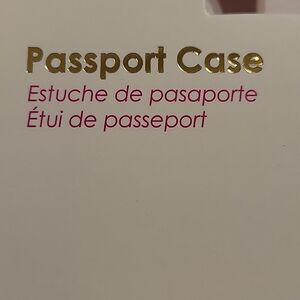 Passport Case
Estuche de pasaporte
Étui de passeport